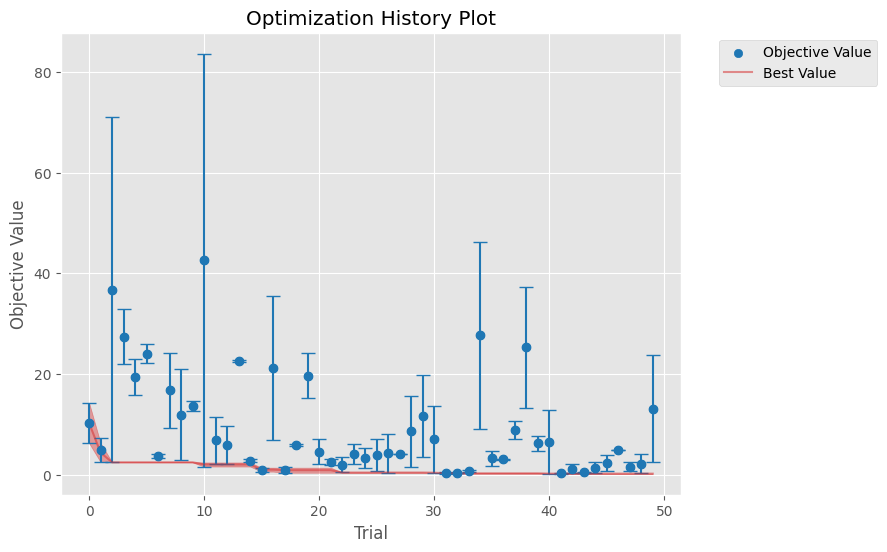 Optimization History Plot
Objective Value
Best Value
Objective Value
80
60
40
20
0
0 10 20 30 40 50
Trial